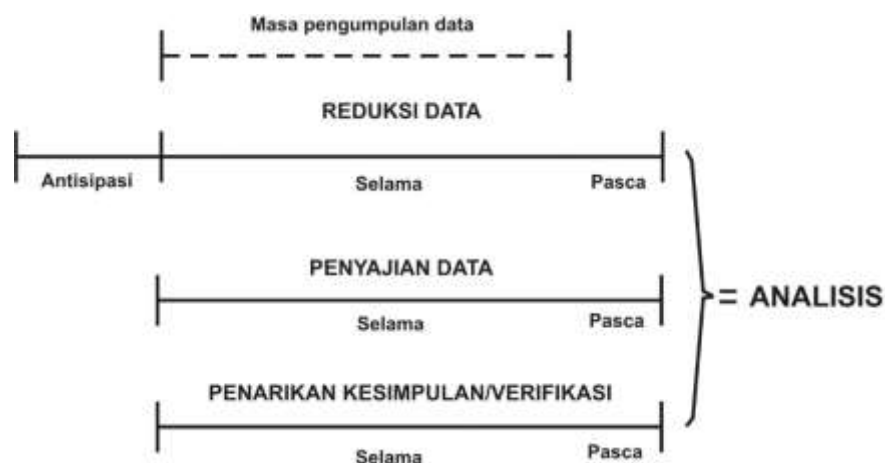 Masa pengumpulan data
REDUKSI DATA
Antisipasi Selama Pasca
PENYAJIAN DATA
Selama Pasca
= ANALISIS
PENARIKAN KESIMPULAN/VERIFIKASI
Selama Pasca